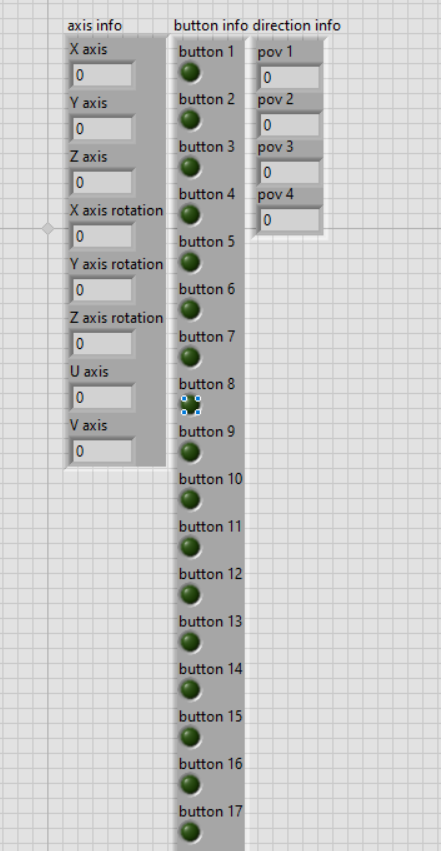 axis info
X axis
0
Y axis
0
Z axis
0
X axis rotation
0
Y axis rotation
0
Z axis rotation
0
U axis
0
V axis
0
button info
button 1
button 2
button 3
button 4
button 5
button 6
button 7
button 8
button 9
button 10
button 11
button 12
button 13
button 14
button 15
button 16
button 17
direction info
pov 1
0
pov 2
0
pov 3
0
pov 4
0